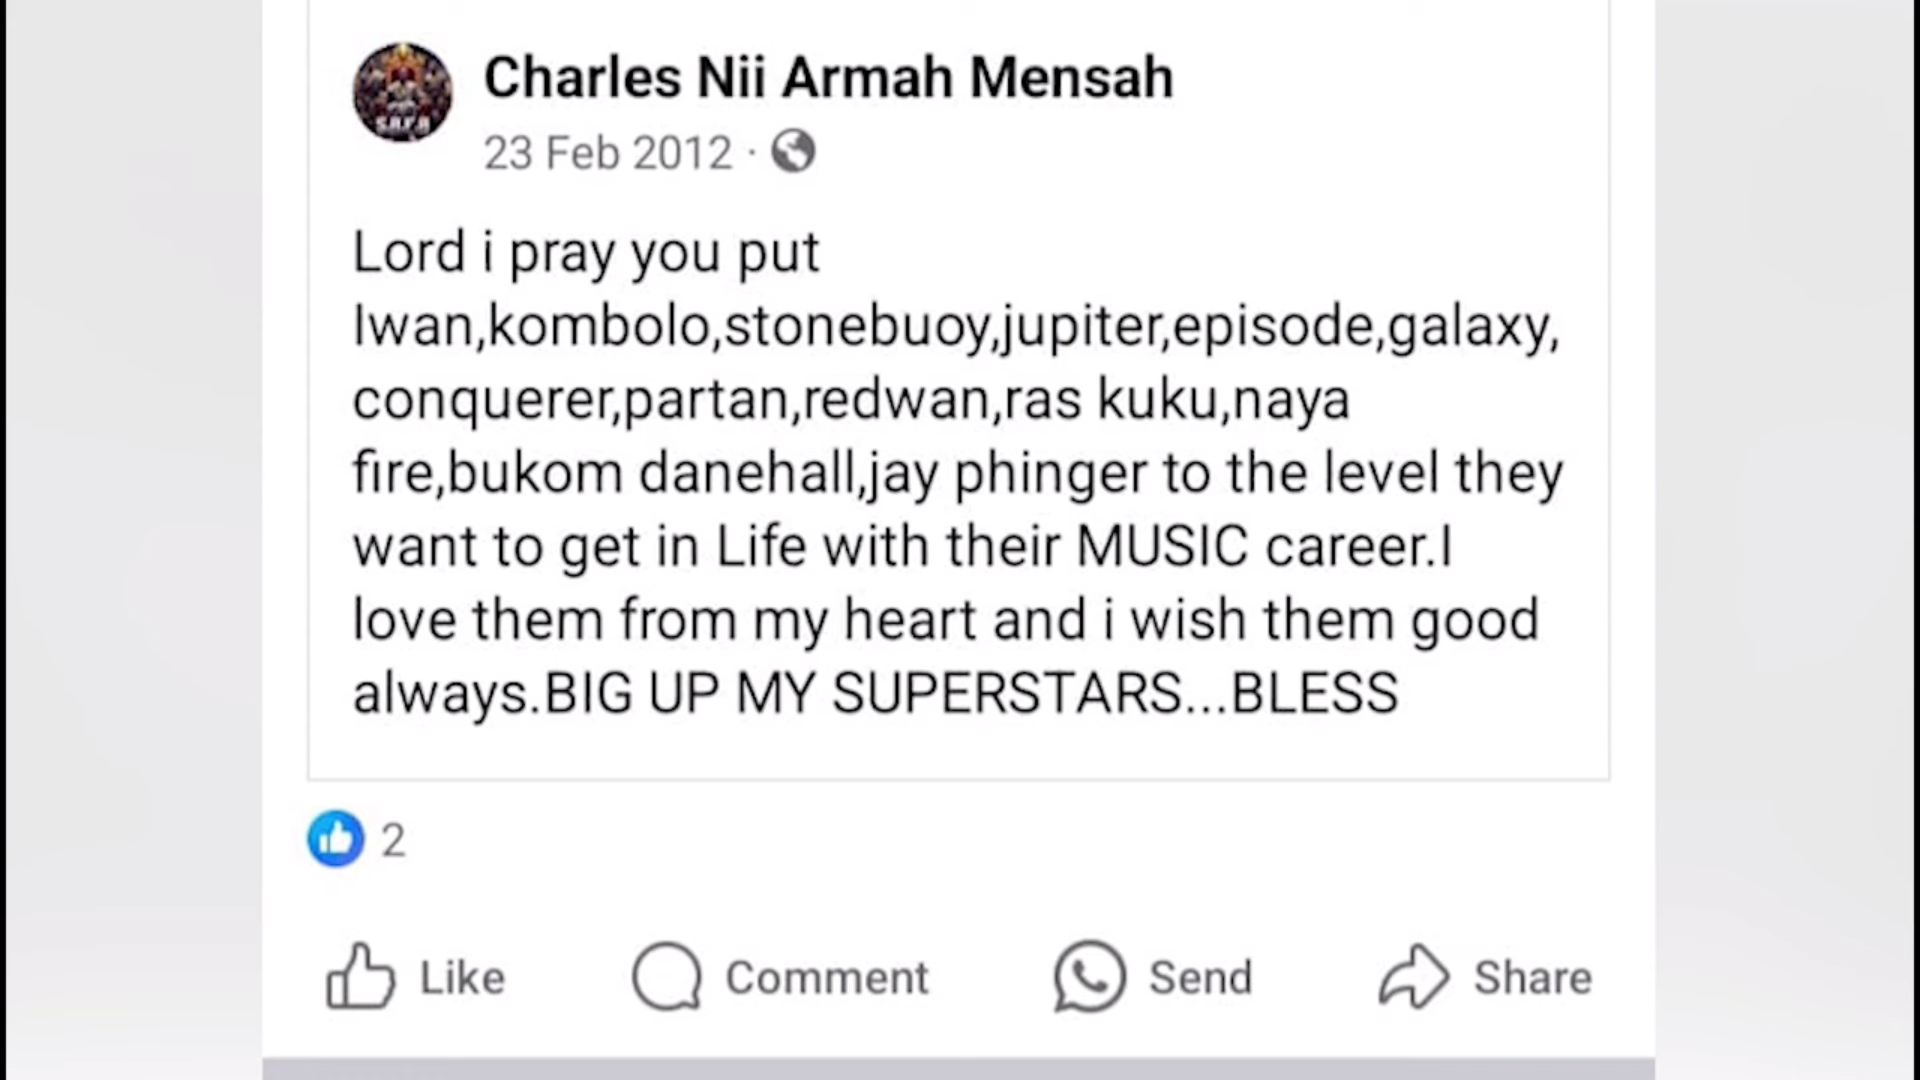 Charles Nii Armah Mensah
23 Feb 2012 ·
Lord i pray you put
Iwan,kombolo,stonebuoy,jupiter,episode,galaxy,
conquerer,partan,redwan,ras kuku,naya
fire,bukom danehall,jay phinger to the level they
want to get in Life with their MUSIC career.I
love them from my heart and i wish them good
always.BIG UP MY SUPERSTARS...BLESS
2
Like Comment Send Share